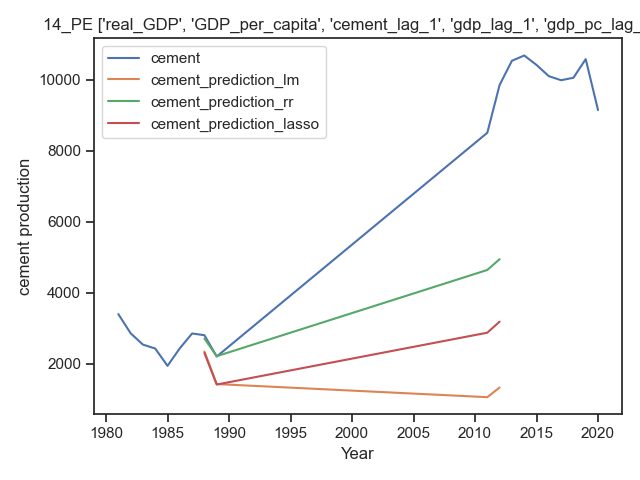 14_PE ['real_GDP', 'GDP_per_capita', 'cement_lag_1', 'gdp_lag_1', 'gdp_pc_lag_
cement
cement_prediction_lm
cement_prediction_rr
cement_prediction_lasso
cement production
10000
8000
6000
4000
2000
1980 1985 1990 1995 2000 2005 2010 2015 2020
Year